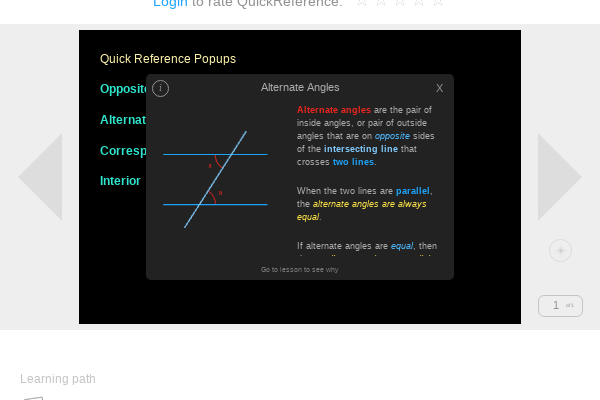 Login to rate QuickReference.
Quick Reference Popups
Opposite
Alternat
Corresp
Interior
i
Alternate Angles
X
Alternate angles are the pair of
inside angles, or pair of outside
angles that are on opposite sides
of the intersecting line that
crosses two lines.
When the two lines are parallel,
the alternate angles are always
equal.
If alternate angles are equal, then
Go to lesson to see why
1
Learning path